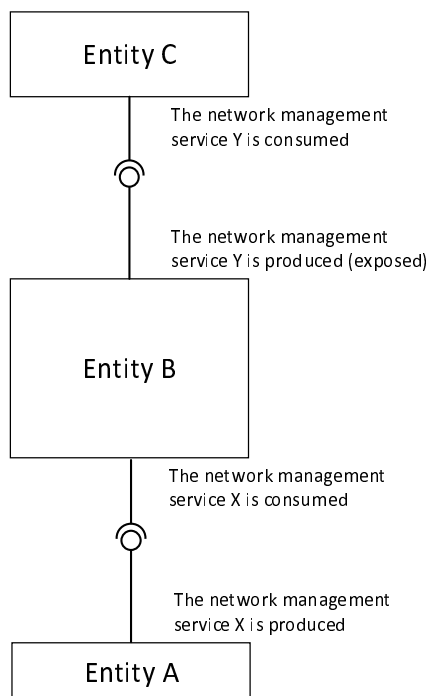 Entity C
The network management
service Y is consumed
The network management
service Y is produced (exposed)
Entity B
The network management
service X is consumed
The network management
service X is produced
Entity A